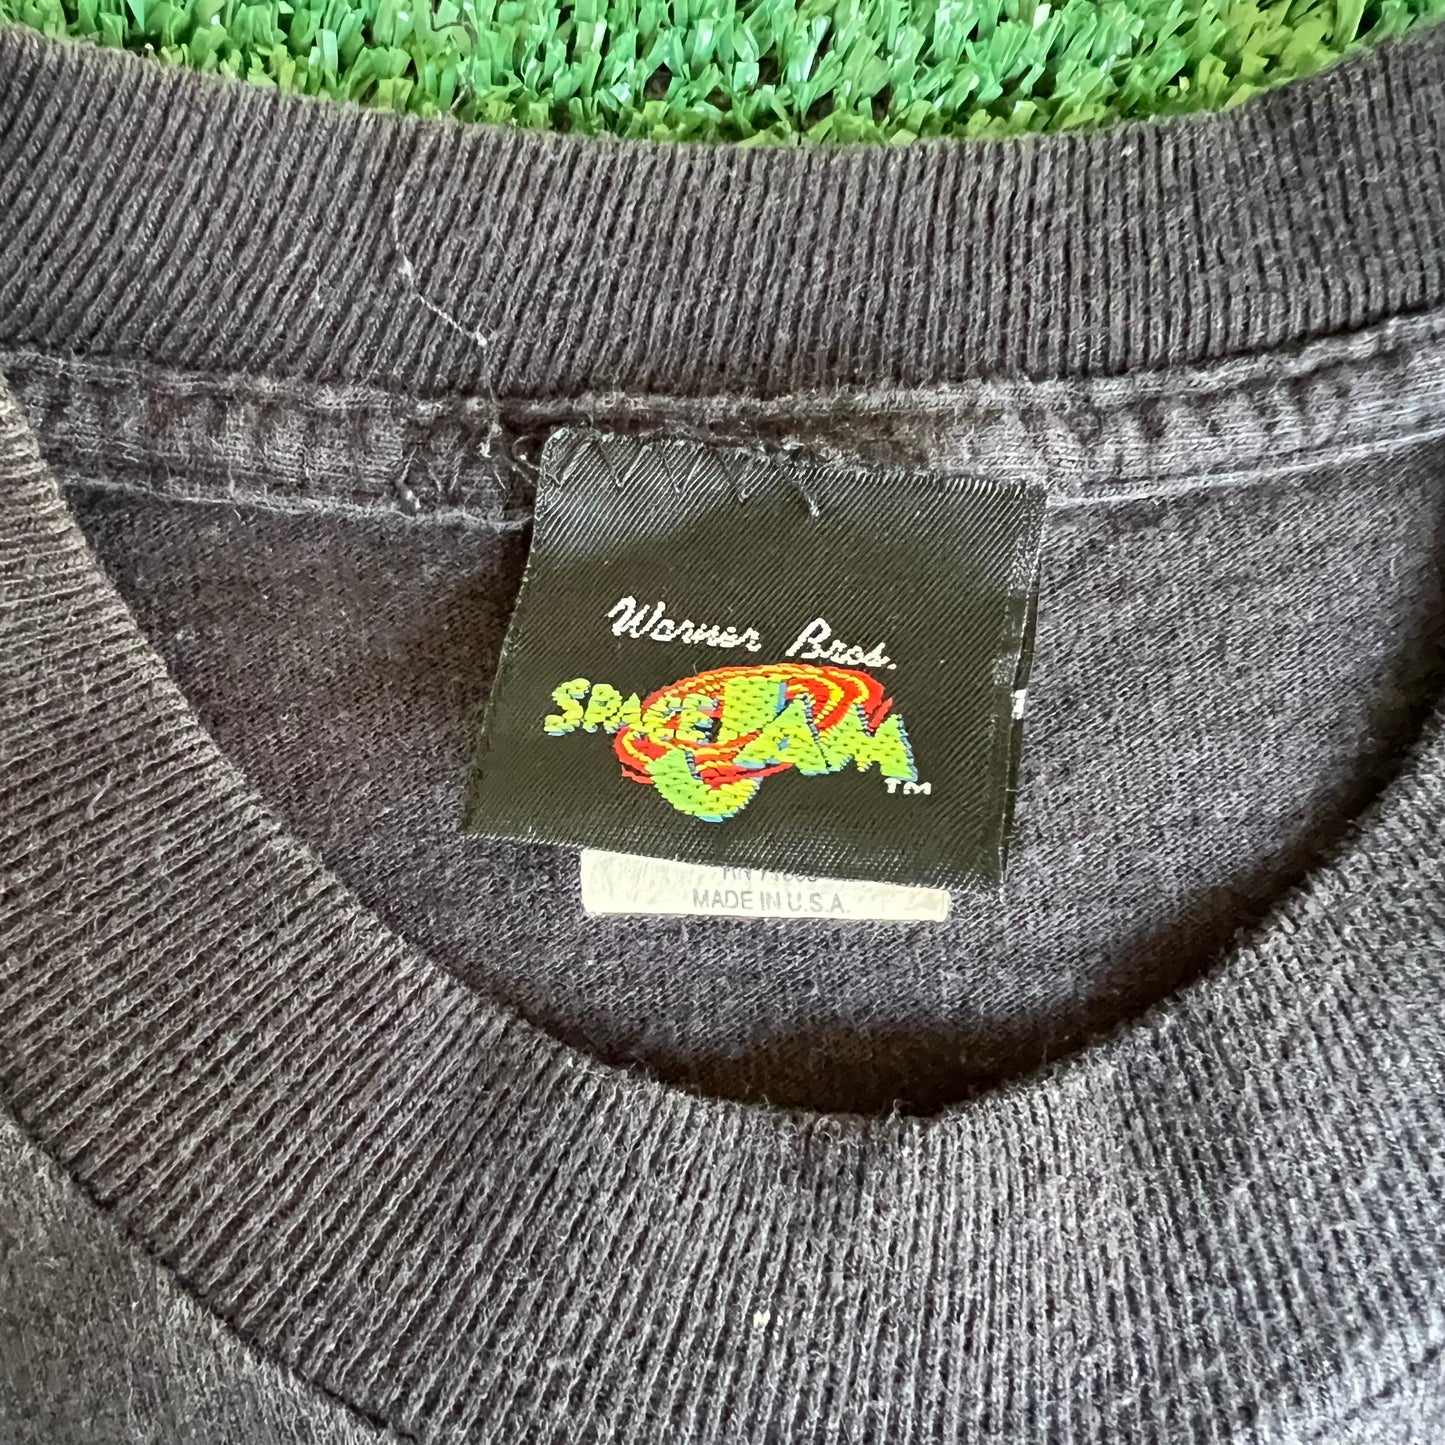 Warner Bros.
SPACE JAM
TM
MADE IN U.S.A.